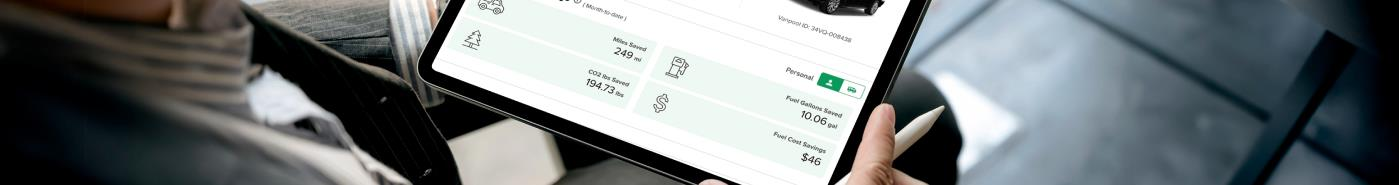 Vanpool ID: 34VQ-008438
( Month-to-date )
Personal
Miles Saved
249 mi
Fuel Gallons Saved
10.06 gal
CO2 lbs Saved
194.73 lbs
Fuel Cost Savings
$46